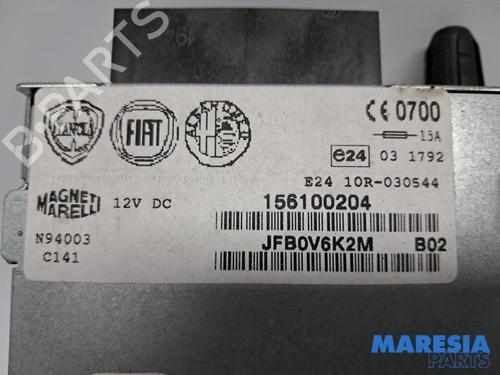 B-PARTS
LANCIA
FIAT
CE 0700
15A
e24 03 1792
E24 10R-030544
MAGNETI
MARELLI
12V DC
156100204
N94003
C141
JFB0V6K2M B02
MARESIA
PARTS